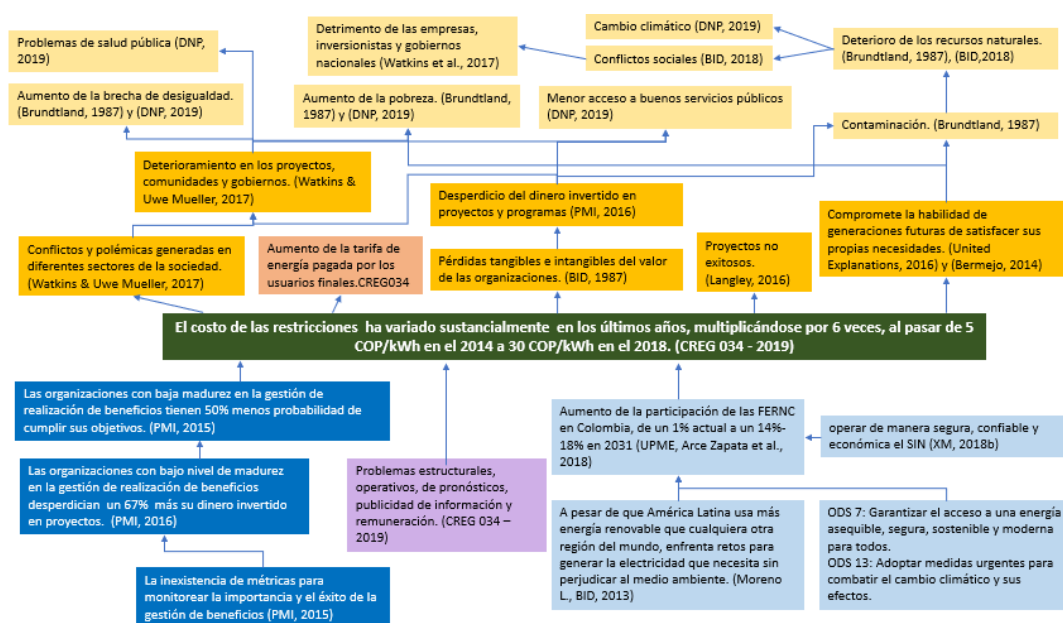 Problemas de salud pública (DNP,
2019)
Detrimento de las empresas,
inversionistas y gobiernos
nacionales (Watkins et al., 2017)
Cambio climático (DNP, 2019)
Conflictos sociales (BID, 2018)
Deterioro de los recursos naturales.
(Brundtland, 1987), (BID,2018)
Aumento de la brecha de desigualdad.
(Brundtland, 1987) y (DNP, 2019)
Aumento de la pobreza. (Brundtland,
1987) y (DNP, 2019)
Menor acceso a buenos servicios públicos
(DNP, 2019)
Contaminación. (Brundtland, 1987)
Deterioramiento en los proyectos,
comunidades y gobiernos. (Watkins &
Uwe Mueller, 2017)
Desperdicio del dinero invertido en
proyectos y programas (PMI, 2016)
Compromete la habilidad de
generaciones futuras de satisfacer sus
propias necesidades. (United
Explanations, 2016) y (Bermejo, 2014)
Conflictos y polémicas generadas en
diferentes sectores de la sociedad.
(Watkins & Uwe Mueller, 2017)
Aumento de la tarifa de
energía pagada por los
usuarios finales.CREG034
Pérdidas tangibles e intangibles del valor
de las organizaciones. (BID, 1987)
Proyectos no
exitosos.
(Langley, 2016)
El costo de las restricciones ha variado sustancialmente en los últimos años, multiplicándose por 6 veces, al pasar de 5
COP/kWh en el 2014 a 30 COP/kWh en el 2018. (CREG 034 - 2019)
Las organizaciones con baja madurez en la gestión de
realización de beneficios tienen 50% menos probabilidad de
cumplir sus objetivos. (PMI, 2015)
Las organizaciones con bajo nivel de madurez
en la gestión de realización de beneficios
desperdician un 67% más su dinero invertido
en proyectos. (PMI, 2016)
La inexistencia de métricas para
monitorear la importancia y el éxito de la
gestión de beneficios (PMI, 2015)
Problemas estructurales,
operativos, de pronósticos,
publicidad de información y
remuneración. (CREG 034 –
2019)
Aumento de la participación de las FERNC
en Colombia, de un 1% actual a un 14%-
18% en 2031 (UPME, Arce Zapata et al.,
2018)
operar de manera segura, confiable y
económica el SIN (XM, 2018b)
A pesar de que América Latina usa más
energía renovable que cualquiera otra
región del mundo, enfrenta retos para
generar la electricidad que necesita sin
perjudicar al medio ambiente. (Moreno
L., BID, 2013)
ODS 7: Garantizar el acceso a una energía
asequible, segura, sostenible y moderna
para todos.
ODS 13: Adoptar medidas urgentes para
combatir el cambio climático y sus
efectos.